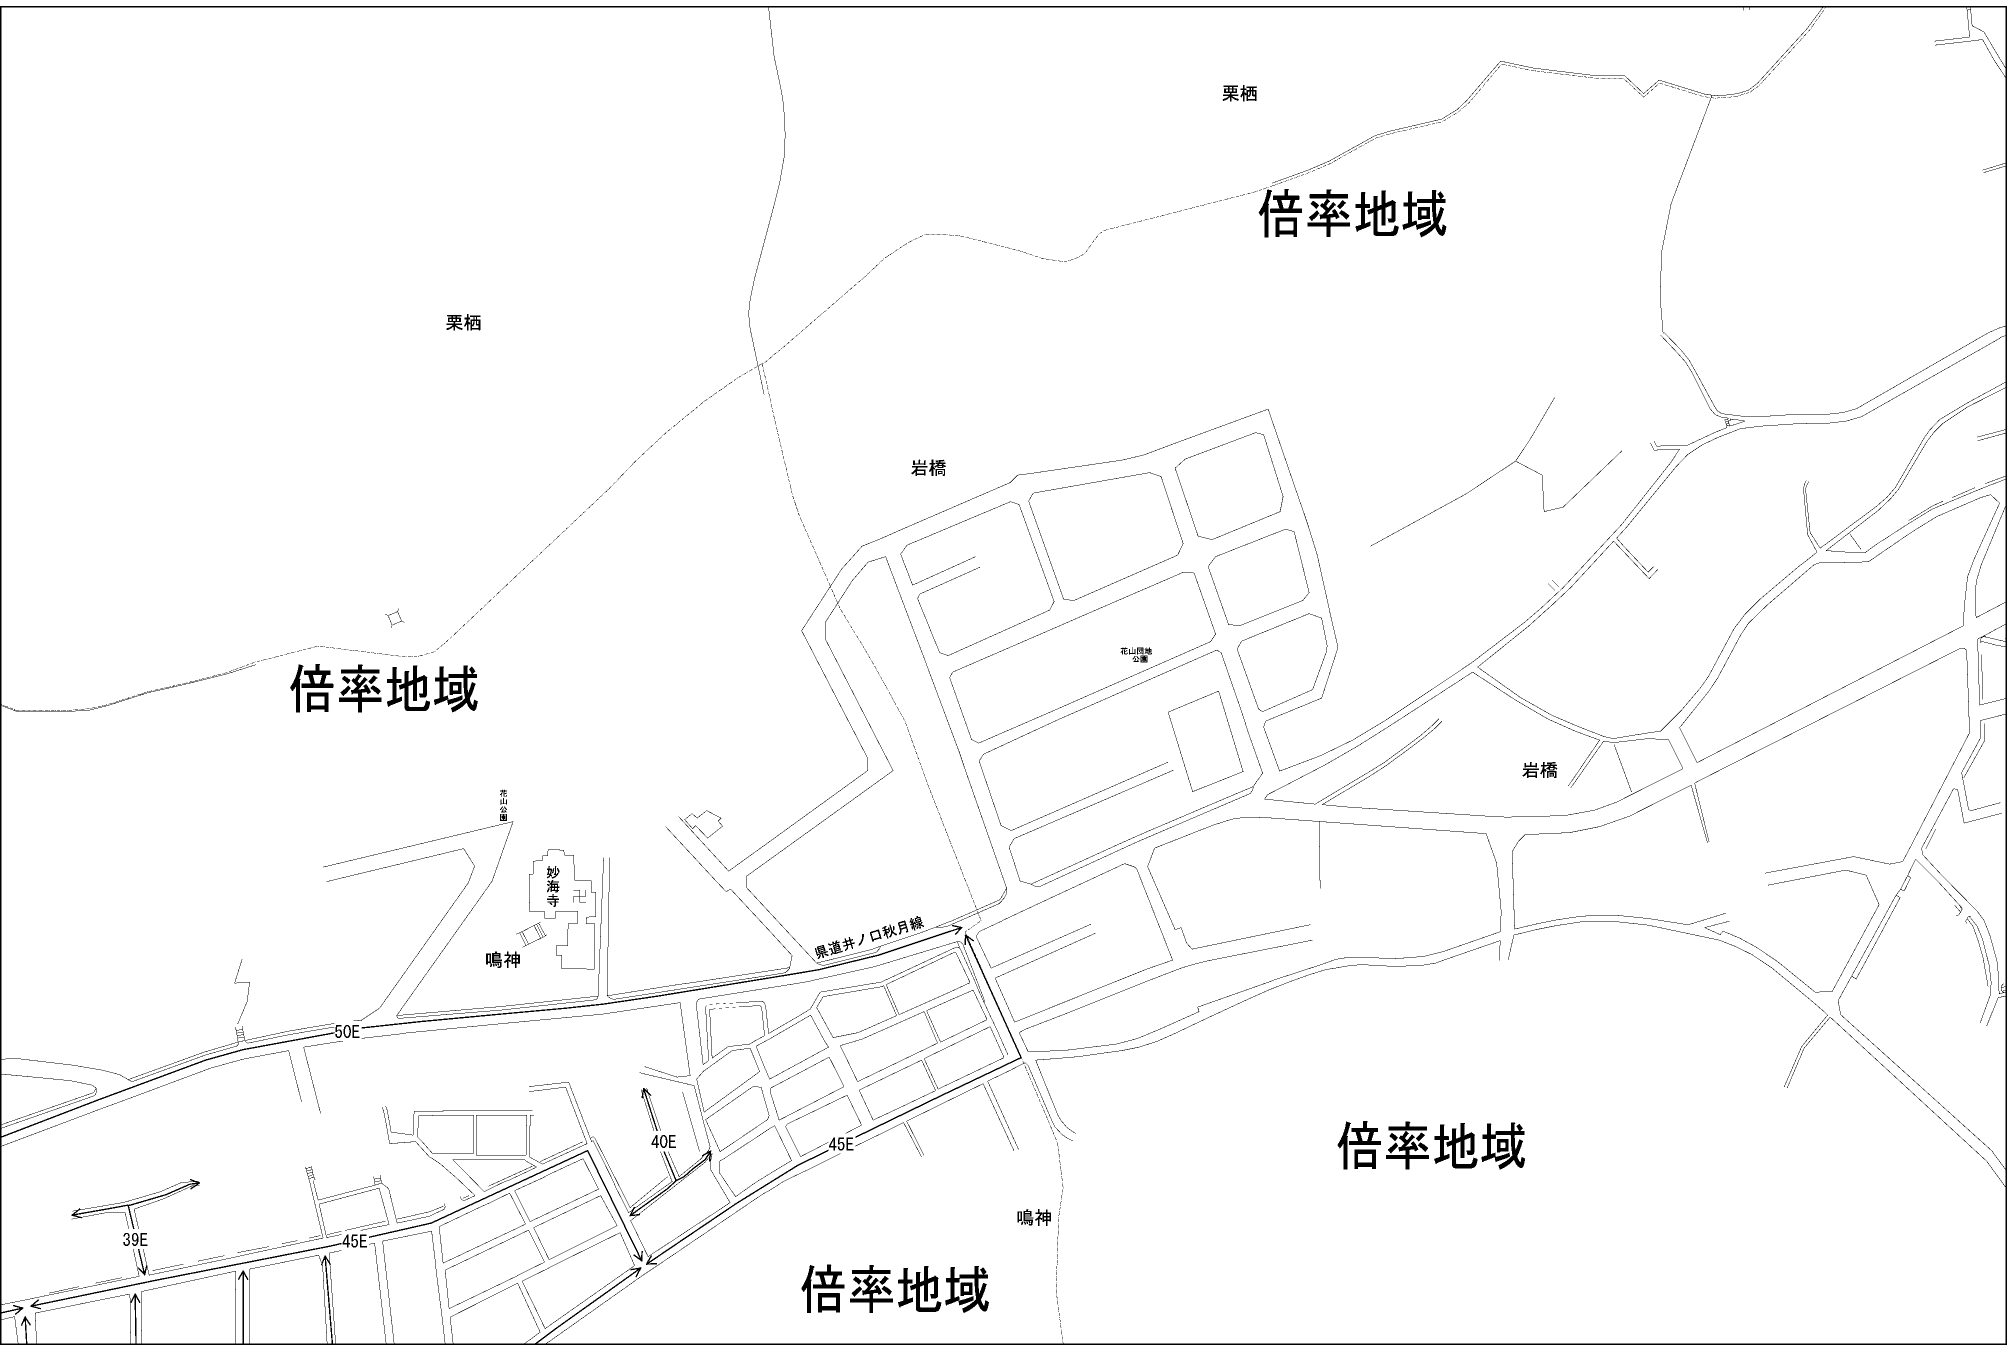 栗栖
倍率地域
栗栖
岩橋
花山団地
公園
倍率地域
岩橋
花山公園
妙海寺
県道井ノ口秋月線
鳴神
50E
40E
45E
倍率地域
鳴神
39E
45E
倍率地域